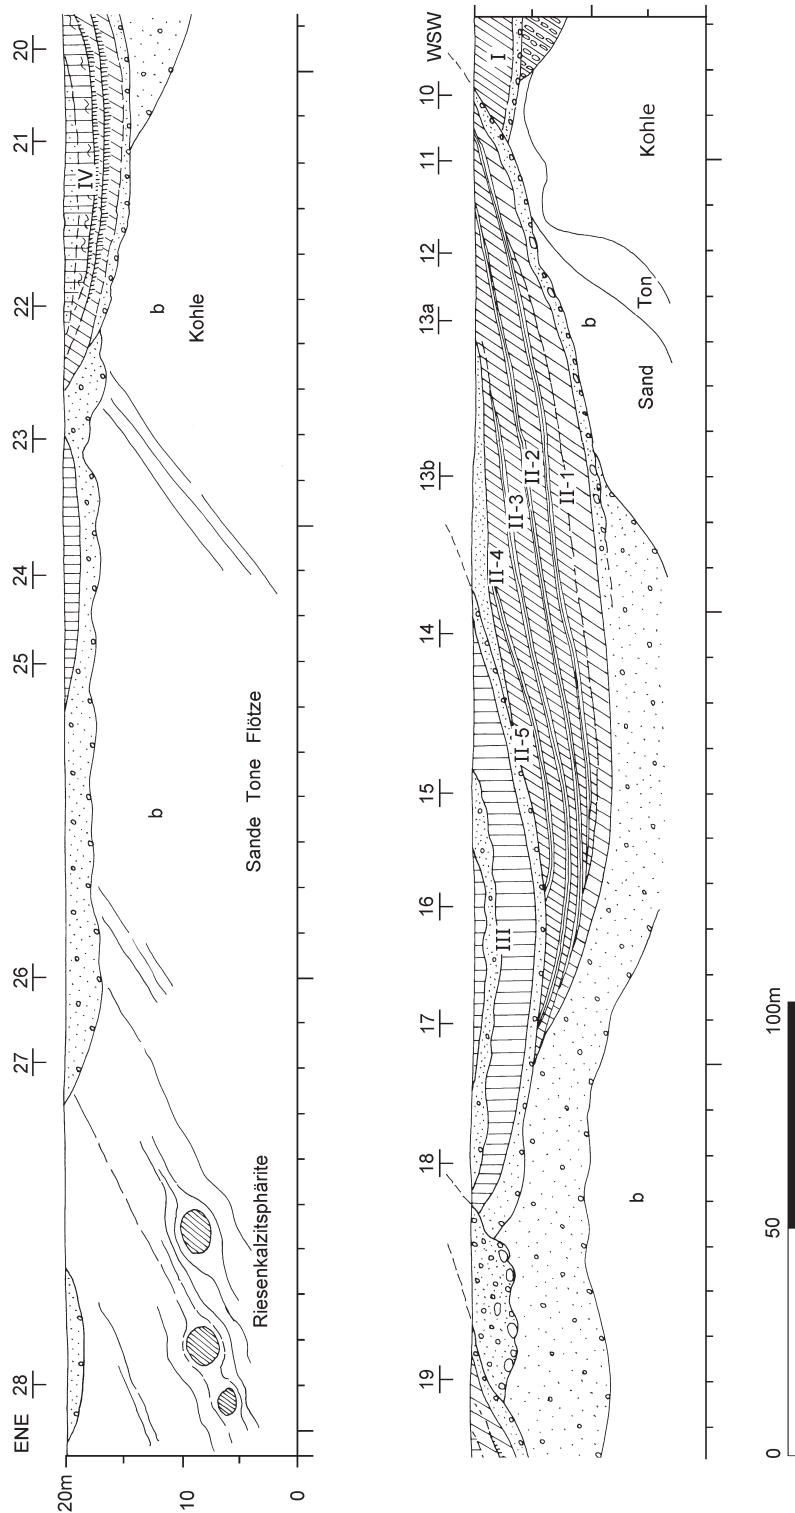 WSW
10
11
12
13a
13b
14
15
16
17
18
19
I
II-1
II-2
II-3
II-4
II-5
III
Kohle
Ton
Sand
b
b
0
50
100m
20
21
22
23
24
25
26
27
28
ENE
IV
b
Kohle
Sande Tone Flötze
b
Riesenkalzitsphärite
20m
10
0